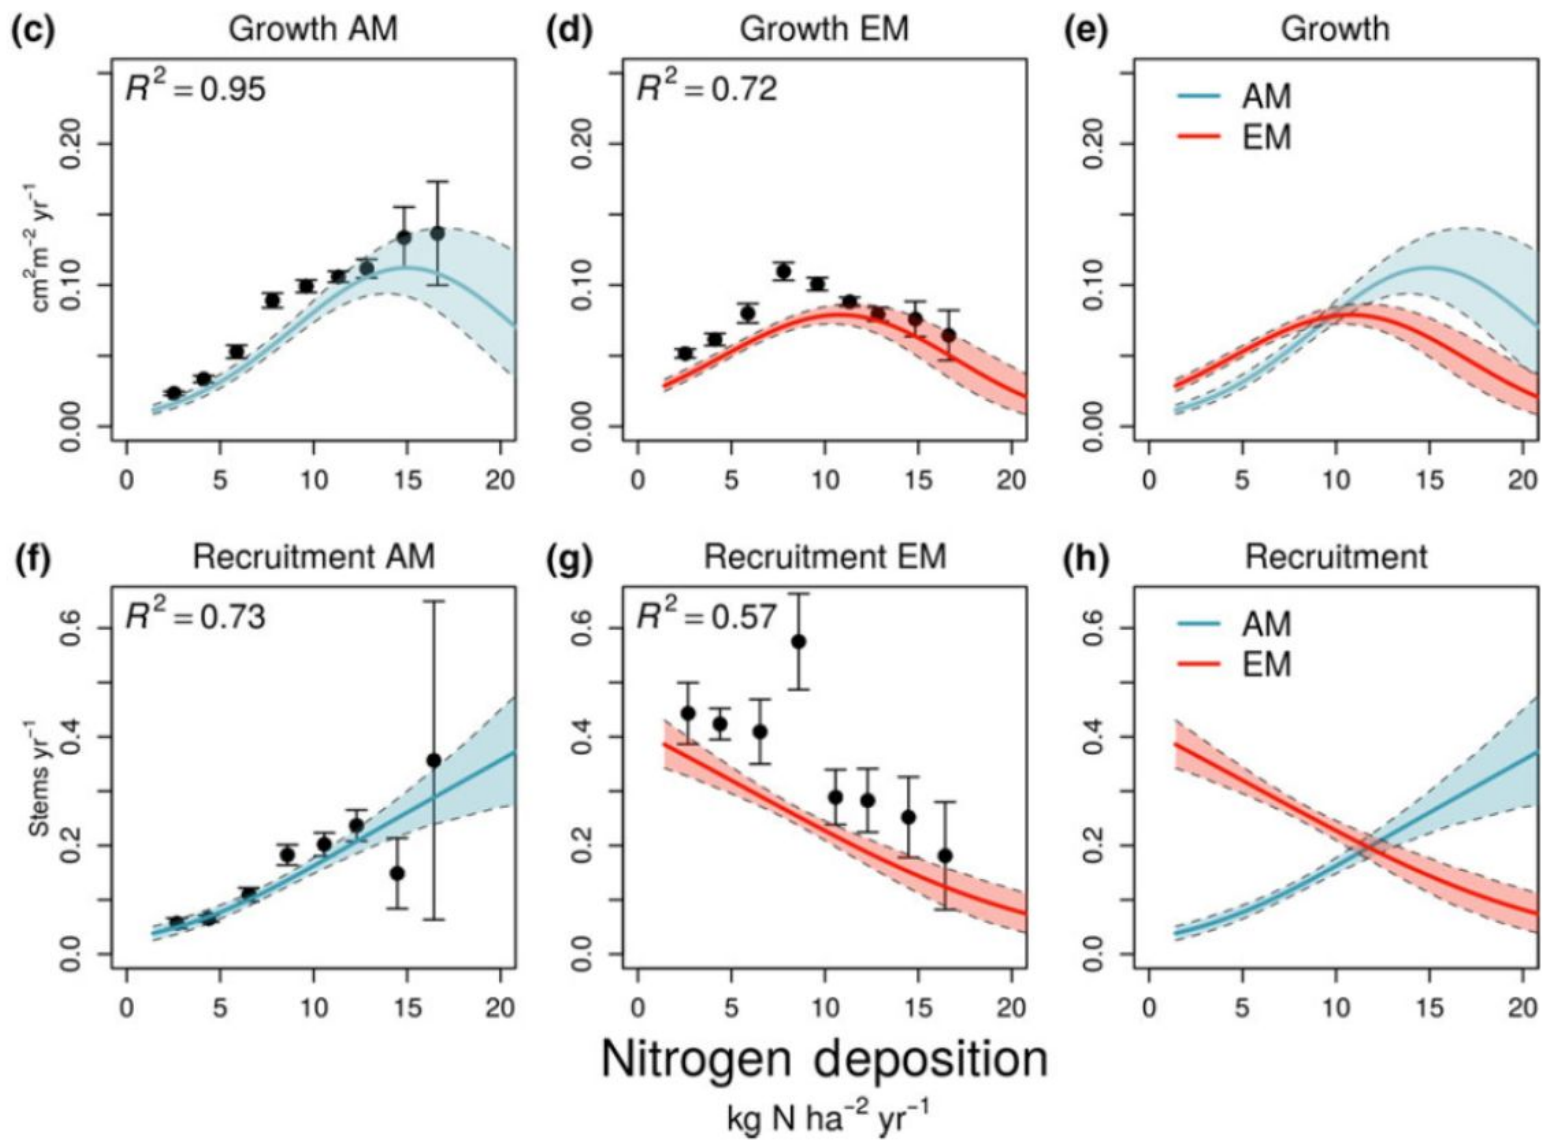 (c) Growth AM
R² = 0.95
cm²m⁻² yr⁻¹
0.00 0.10 0.20
0 5 10 15 20
(d) Growth EM
R² = 0.72
0.00 0.10 0.20
0 5 10 15 20
(e) Growth
AM
EM
0.00 0.10 0.20
0 5 10 15 20
(f) Recruitment AM
R² = 0.73
Stems yr⁻¹
0.0 0.2 0.4 0.6
0 5 10 15 20
(g) Recruitment EM
R² = 0.57
0.0 0.2 0.4 0.6
0 5 10 15 20
(h) Recruitment
AM
EM
0.0 0.2 0.4 0.6
0 5 10 15 20
Nitrogen deposition
kg N ha⁻² yr⁻¹